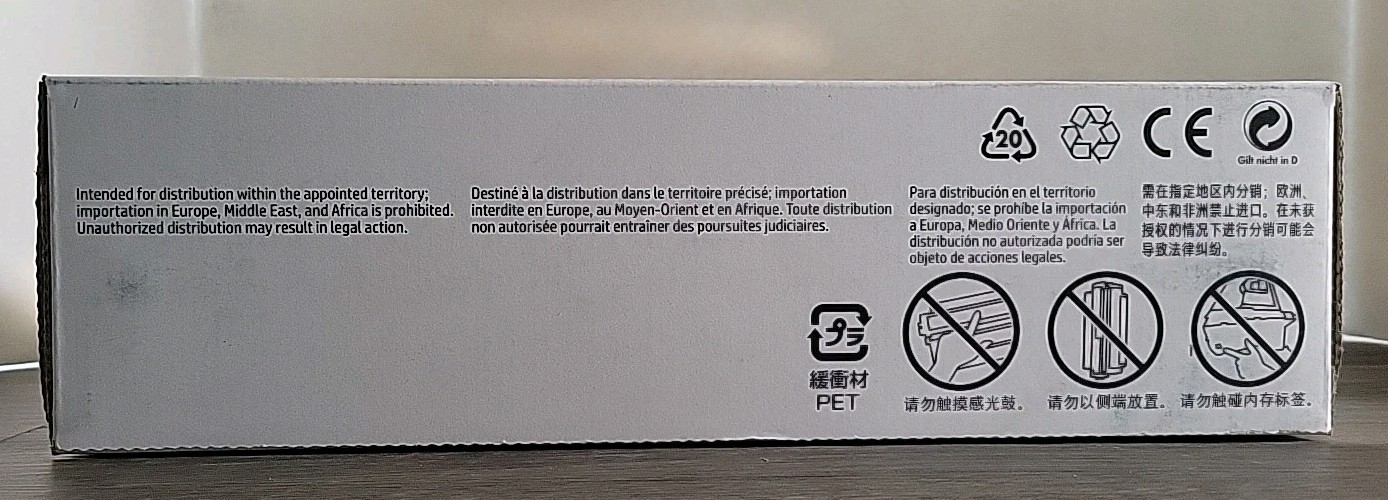 20
CE
Gilt nicht in D
Intended for distribution within the appointed territory;
importation in Europe, Middle East, and Africa is prohibited.
Unauthorized distribution may result in legal action.
Destiné à la distribution dans le territoire précisé; importation
interdite en Europe, au Moyen-Orient et en Afrique. Toute distribution
non autorisée pourrait entraîner des poursuites judiciaires.
Para distribución en el territorio
designado; se prohíbe la importación
a Europa, Medio Oriente y África. La
distribución no autorizada podría ser
objeto de acciones legales.
需在指定地区内分销；欧洲、
中东和非洲禁止进口。在未获
授权的情况下进行分销可能会
导致法律纠纷。
プラ
緩衝材
PET
请勿触摸感光鼓。
请勿以侧端放置。
请勿触碰内存标签。